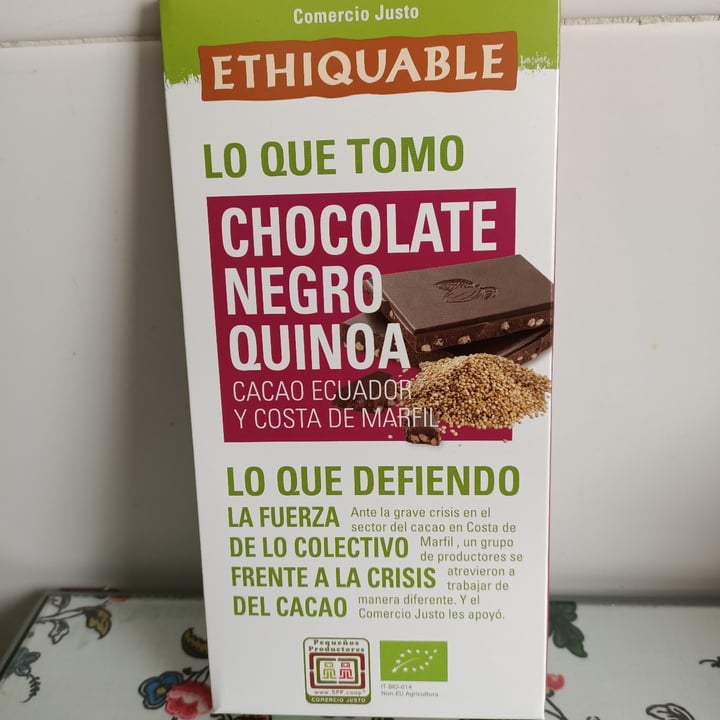 Comercio Justo
ETHIQUABLE
LO QUE TOMO
CHOCOLATE
NEGRO
QUINOA
CACAO ECUADOR
Y COSTA DE MARFIL
LO QUE DEFIENDO
LA FUERZA
DE LO COLECTIVO
FRENTE A LA CRISIS
DEL CACAO
Ante la grave crisis en el
sector del cacao en Costa de
Marfil , un grupo
de productores se
atrevieron a
trabajar de
manera diferente. Y el
Comercio Justo les apoyó.
Pequeños
Productores
www.SPP.coop
COMERCIO JUSTO
IT-BIO-014
Non-EU Agricultura